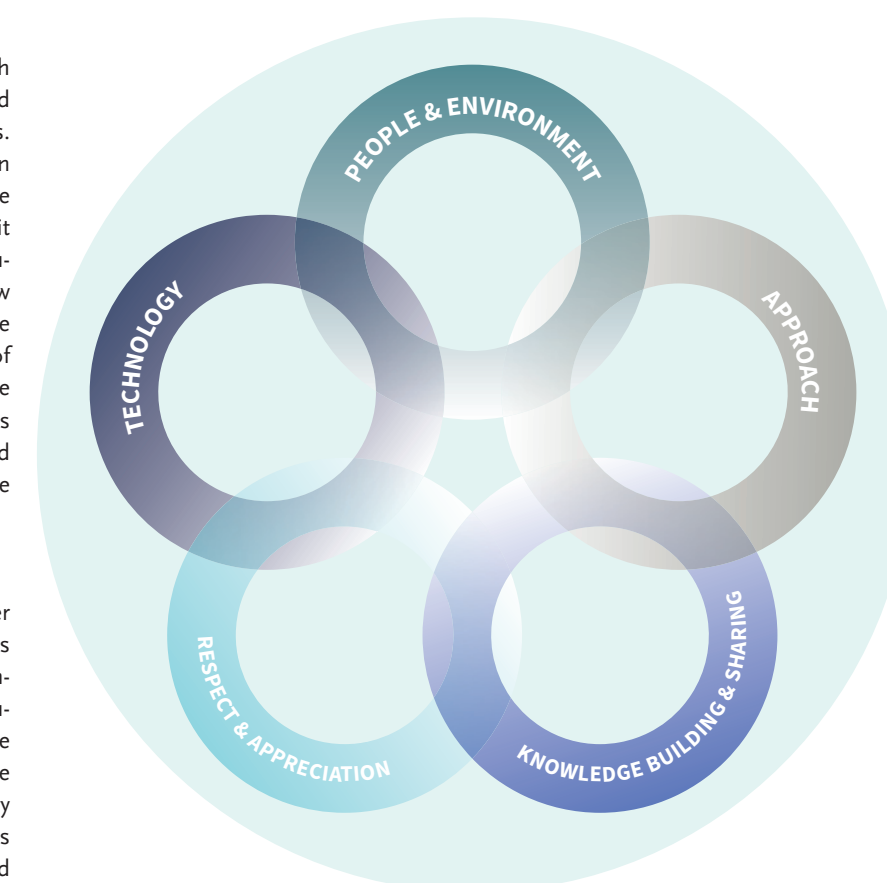 PEOPLE & ENVIRONMENT
APPROACH
TECHNOLOGY
KNOWLEDGE BUILDING & SHARING
RESPECT & APPRECIATION